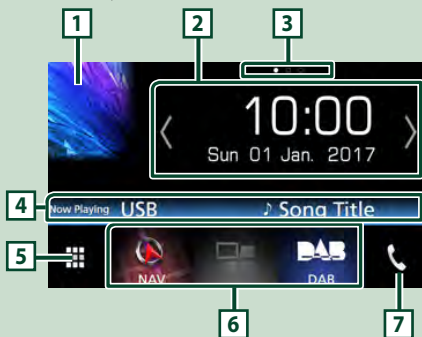 1 2 3
10:00
Sun 01 Jan. 2017
4 Now Playing USB ♪ Song Title
5 DAB
NAV DAB
6 7